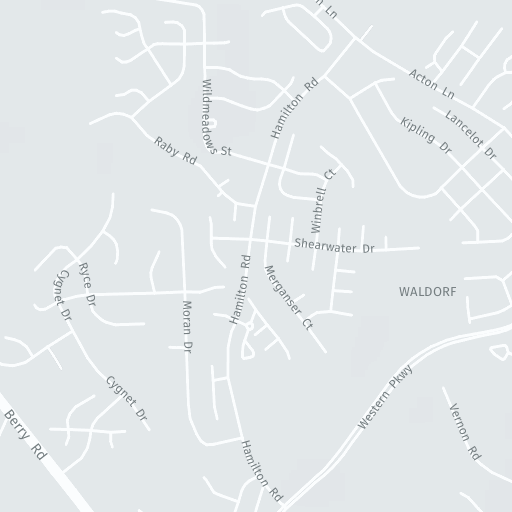 n Ln
Acton Ln
Hamilton Rd
Wildmeadows St
Lancelot Dr
Kipling Dr
Raby Rd
Winbrell Ct
Shearwater Dr
Ryce Dr
Cygnet Dr
Hamilton Rd
Merganser Ct
WALDORF
Moran Dr
Cygnet Dr
Western Pkwy
Berry Rd
Vernon Rd
Hamilton Rd